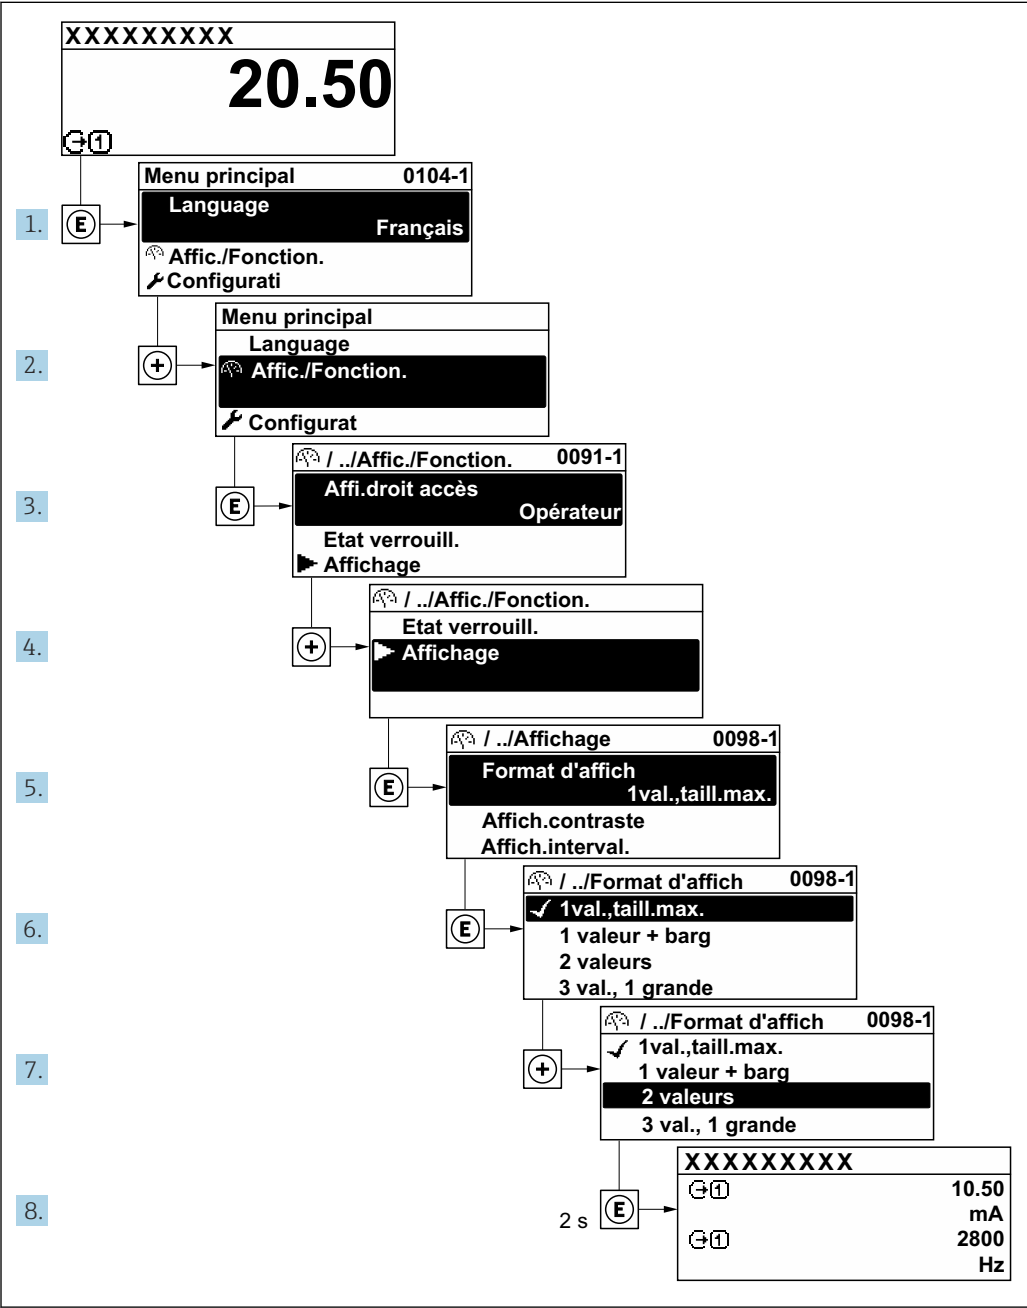 XXXXXXXXX
20.50
1
Menu principal 0104-1
Language
Français
1. E
Affic./Fonction.
Configurati
Menu principal
Language
2. + Affic./Fonction.
Configurat
/ ../Affic./Fonction. 0091-1
Affi.droit accès
3. E Opérateur
Etat verrouill.
Affichage
/ ../Affic./Fonction.
Etat verrouill.
4. + Affichage
/ ../Affichage 0098-1
Format d'affich
5. E 1val.,taill.max.
Affich.contraste
Affich.interval.
/ ../Format d'affich 0098-1
1val.,taill.max.
6. E 1 valeur + barg
2 valeurs
3 val., 1 grande
/ ../Format d'affich 0098-1
1val.,taill.max.
7. + 1 valeur + barg
2 valeurs
3 val., 1 grande
XXXXXXXXX
1 10.50
8. 2 s E mA
1 2800
Hz